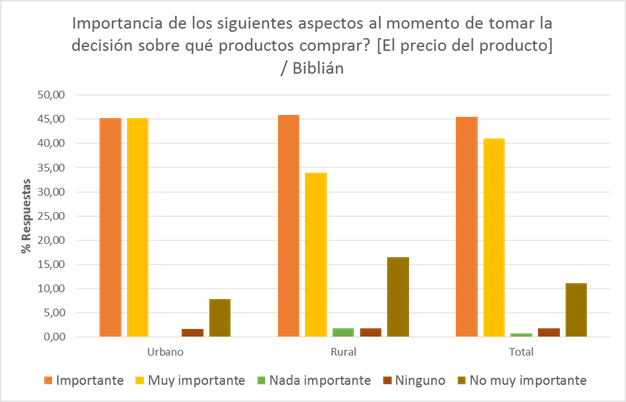 Importancia de los siguientes aspectos al momento de tomar la
decisión sobre qué productos comprar? [El precio del producto]
/ Biblián
50,00
45,00
40,00
35,00
30,00
25,00
20,00
15,00
10,00
5,00
0,00
% Respuestas
Urbano
Rural
Total
Importante
Muy importante
Nada importante
Ninguno
No muy importante